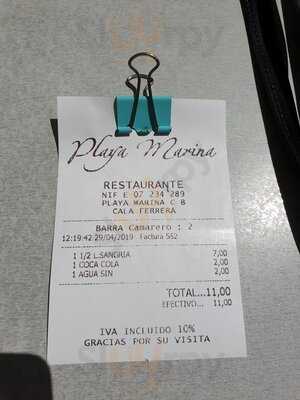 Playa Marina
RESTAURANTE
NIF E 07 234 289
PLAYA MARINA C B
CALA FERRERA
BARRA Camarero : 2
12:19:42 29/04/2019 Factura 552
1 1/2 L.SANGRIA 7,00
1 COCA COLA 2,00
1 AGUA SIN 2,00
TOTAL...11,00
EFECTIVO... 11,00
IVA INCLUIDO 10%
GRACIAS POR SU VISITA